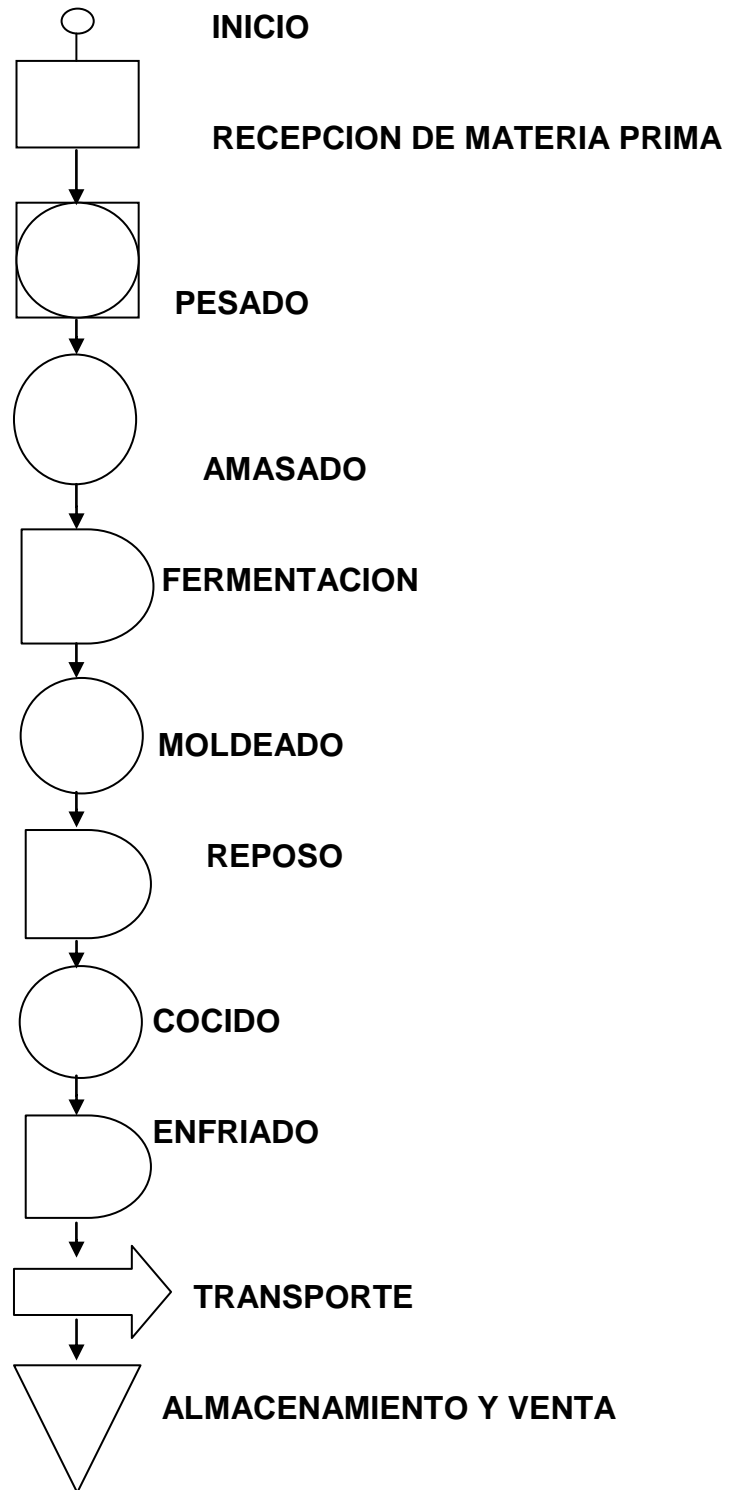 INICIO
RECEPCION DE MATERIA PRIMA
PESADO
AMASADO
FERMENTACION
MOLDEADO
REPOSO
COCIDO
ENFRIADO
TRANSPORTE
ALMACENAMIENTO Y VENTA